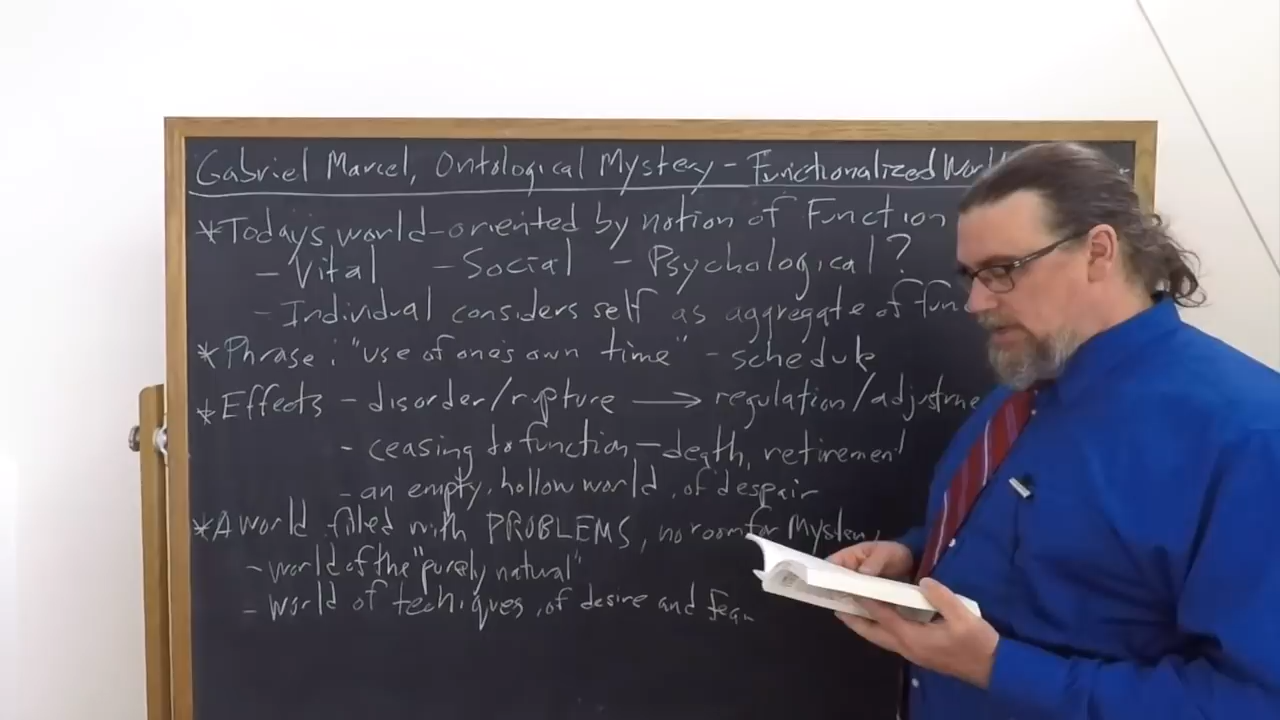 Gabriel Marcel, Ontological Mystery - Functionalized Worl
* Today's world-oriented by notion of Function
- Vital - Social - Psychological?
- Individual considers self as aggregate of func
* Phrase: "use of one's own time" - schedule
* Effects - disorder/rupture → regulation/adjustme
- ceasing to function - death, retirement
- an empty, hollow world, of despair
* A world filled with PROBLEMS, no room for Mystery
- world of the "purely natural"
- world of techiques, of desire and fear